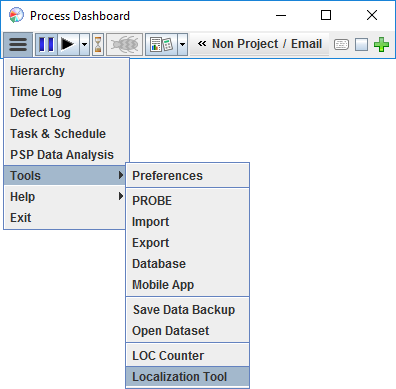 Process Dashboard
« Non Project / Email
Hierarchy
Time Log
Defect Log
Task & Schedule
PSP Data Analysis
Tools
Help
Exit
Preferences
PROBE
Import
Export
Database
Mobile App
Save Data Backup
Open Dataset
LOC Counter
Localization Tool